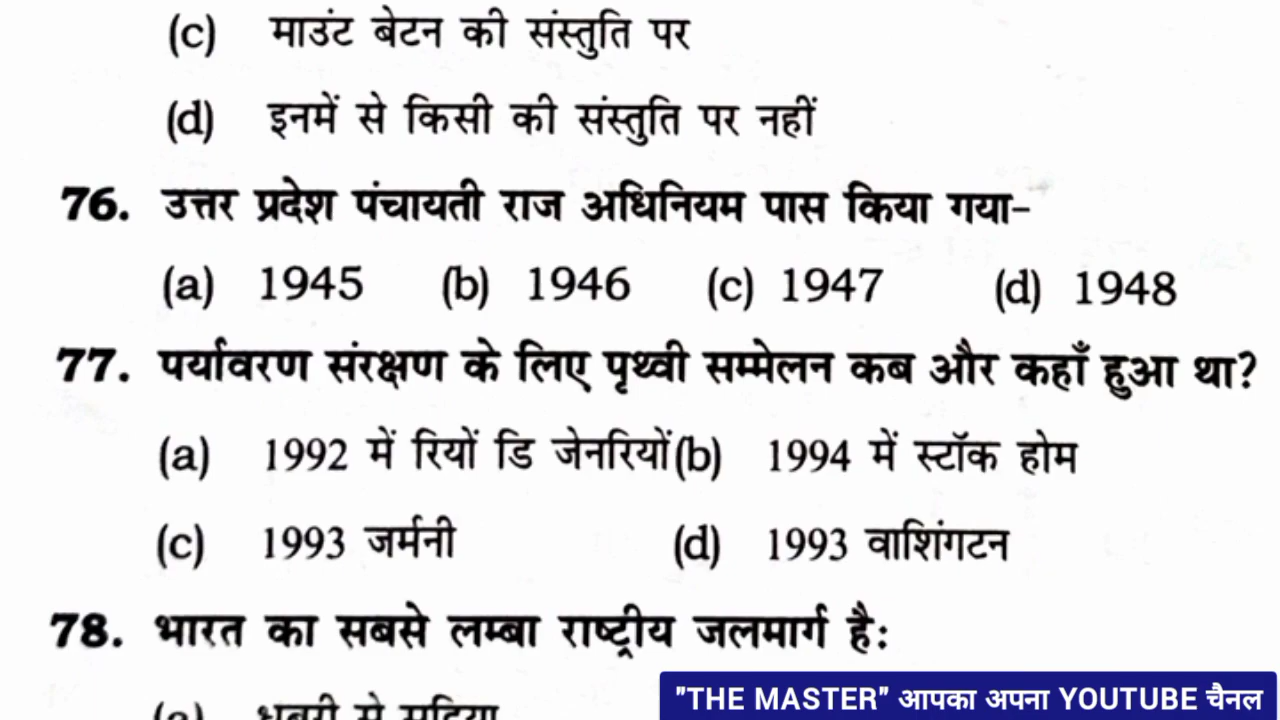 (c) माउंट बेटन की संस्तुति पर
(d) इनमें से किसी की संस्तुति पर नहीं
76. उत्तर प्रदेश पंचायती राज अधिनियम पास किया गया-
(a) 1945 (b) 1946 (c) 1947 (d) 1948
77. पर्यावरण संरक्षण के लिए पृथ्वी सम्मेलन कब और कहाँ हुआ था?
(a) 1992 में रियों डि जेनरियों (b) 1994 में स्टॉक होम
(c) 1993 जर्मनी (d) 1993 वाशिंगटन
78. भारत का सबसे लम्बा राष्ट्रीय जलमार्ग है:
(a) से
"THE MASTER" आपका अपना YOUTUBE चैनल